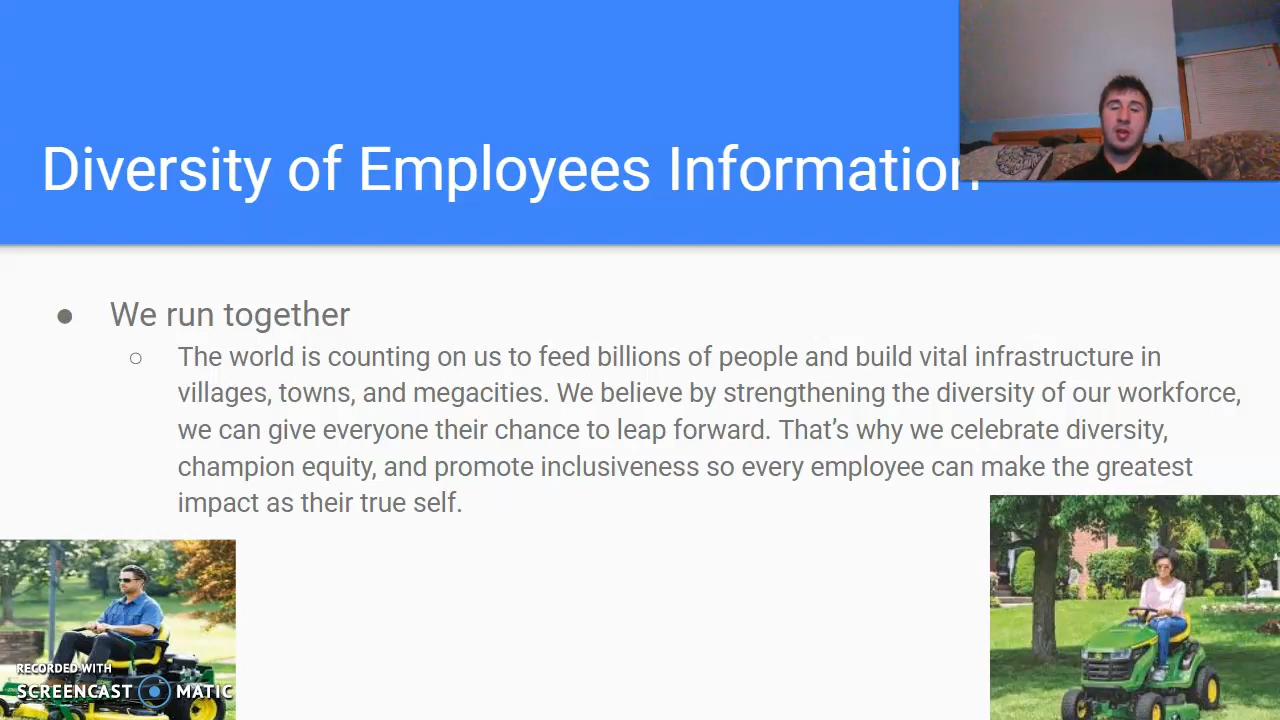 Diversity of Employees Information
● We run together
○ The world is counting on us to feed billions of people and build vital infrastructure in
villages, towns, and megacities. We believe by strengthening the diversity of our workforce,
we can give everyone their chance to leap forward. That’s why we celebrate diversity,
champion equity, and promote inclusiveness so every employee can make the greatest
impact as their true self.
RECORDED WITH
SCREENCAST MATIC